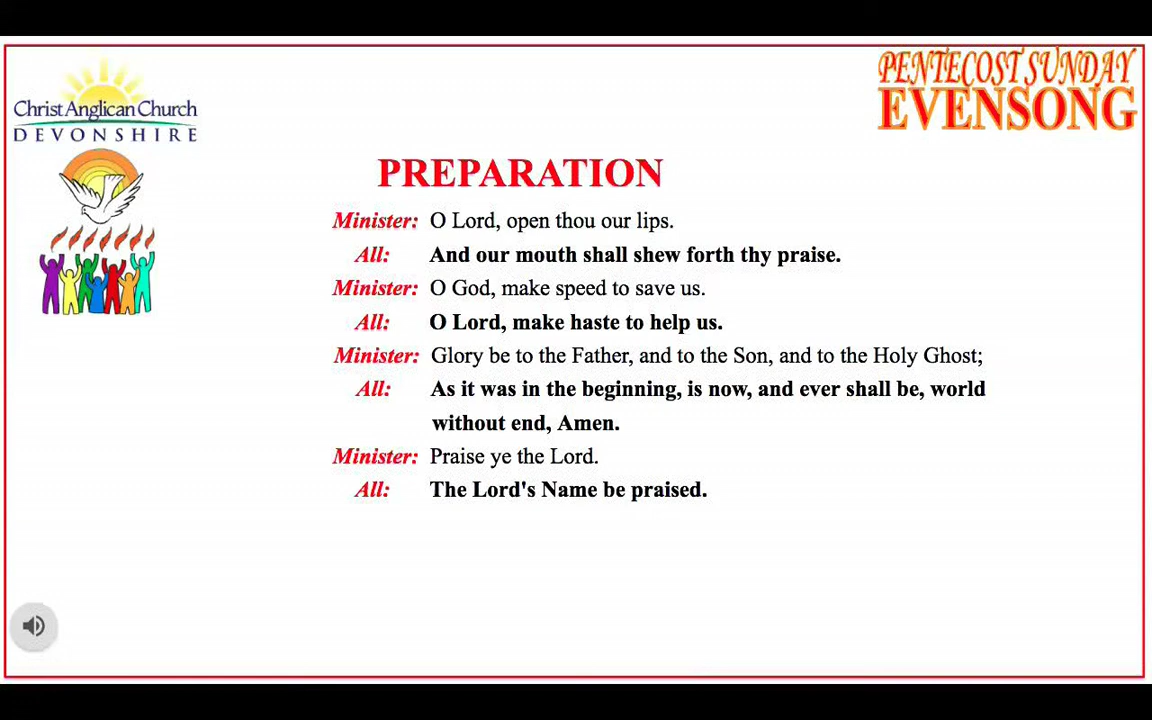 Christ Anglican Church
DEVONSHIRE
PENTECOST SUNDAY
EVENSONG
PREPARATION
Minister: O Lord, open thou our lips.
All: And our mouth shall shew forth thy praise.
Minister: O God, make speed to save us.
All: O Lord, make haste to help us.
Minister: Glory be to the Father, and to the Son, and to the Holy Ghost;
All: As it was in the beginning, is now, and ever shall be, world
without end, Amen.
Minister: Praise ye the Lord.
All: The Lord's Name be praised.